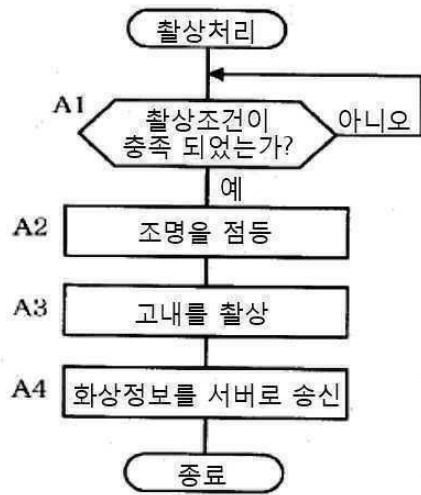 촬상처리
A1
촬상조건이
충족 되었는가?
아니오
예
A2
조명을 점등
A3
고내를 촬상
A4
화상정보를 서버로 송신
종료